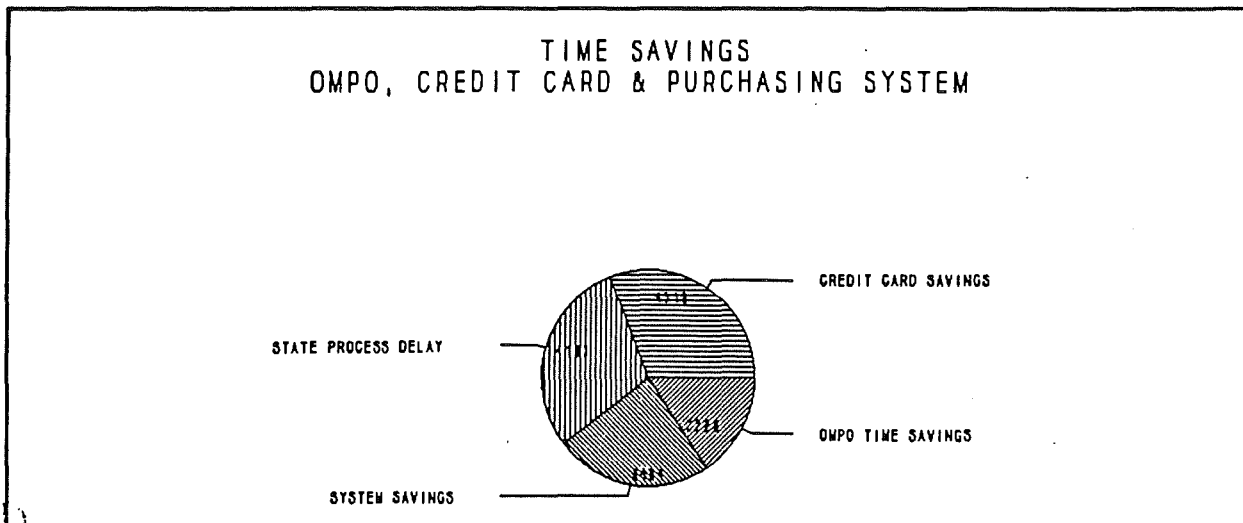 TIME SAVINGS
OMPO, CREDIT CARD & PURCHASING SYSTEM
CREDIT CARD SAVINGS
STATE PROCESS DELAY
OMPO TIME SAVINGS
SYSTEM SAVINGS